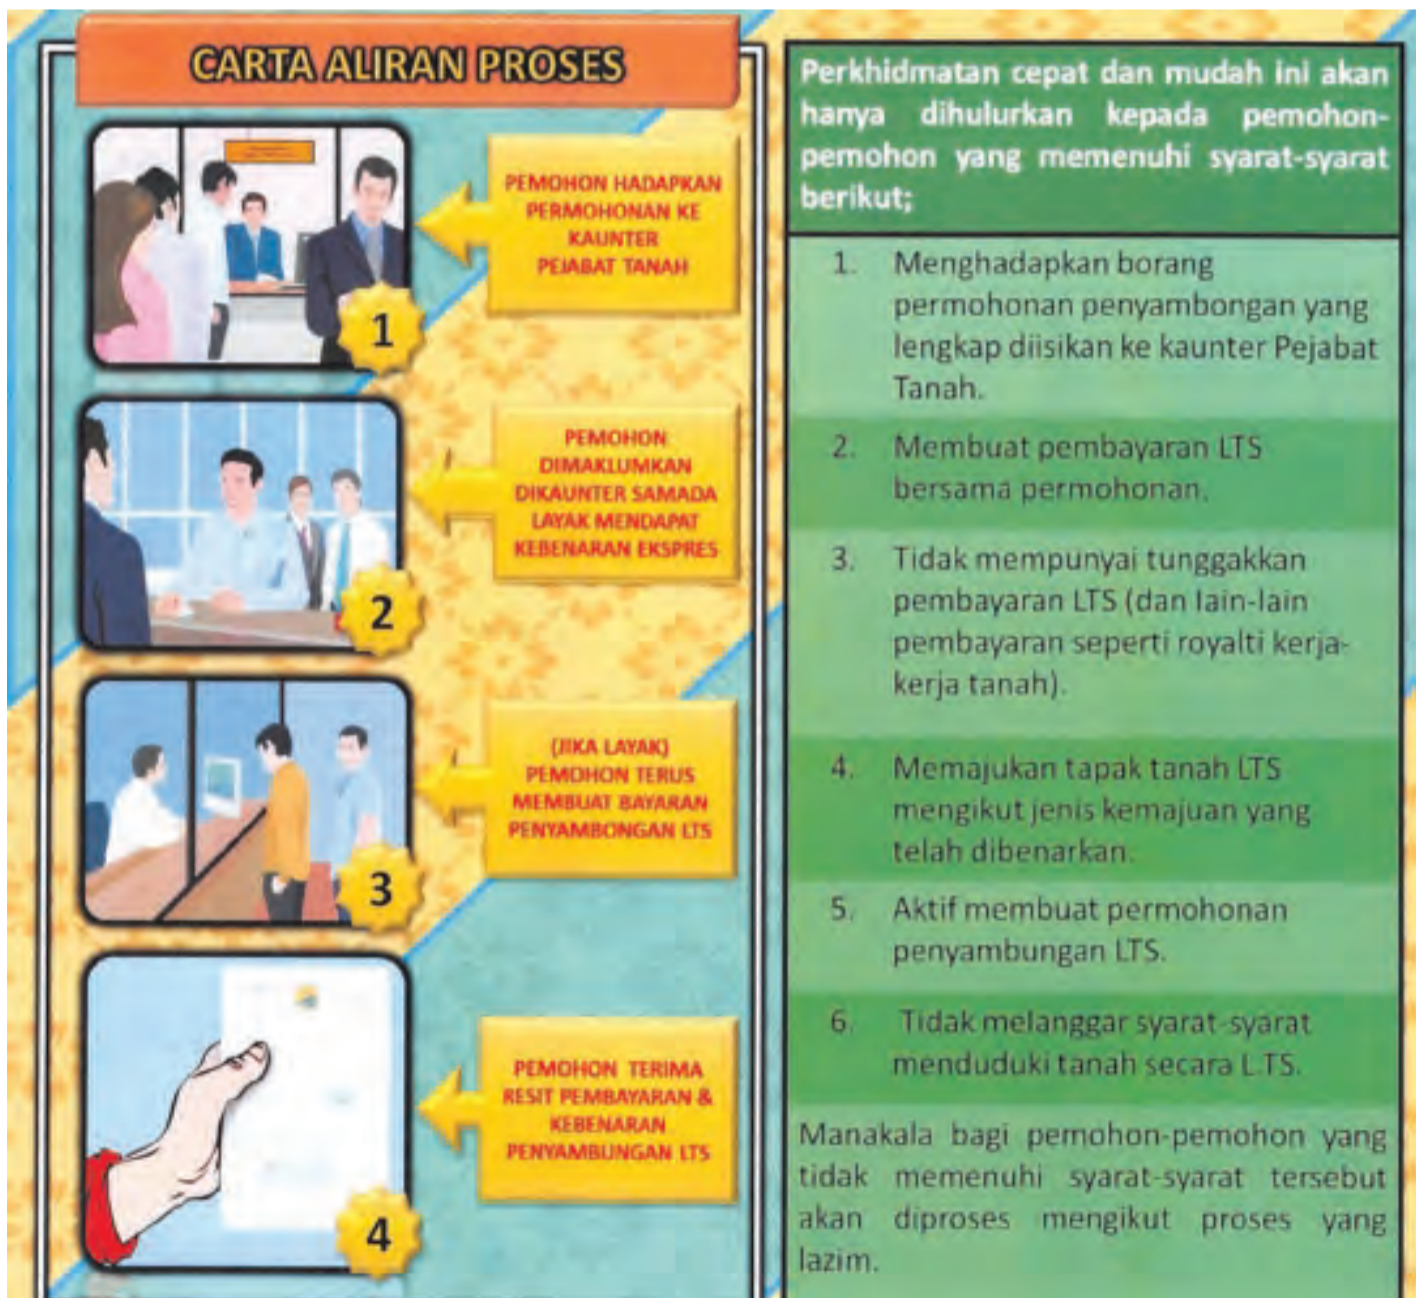 CARTA ALIRAN PROSES
PEMOHON HADAPKAN
PERMOHONAN KE
KAUNTER
PEJABAT TANAH
1
PEMOHON
DIMAKLUMKAN
DIKAUNTER SAMADA
LAYAK MENDAPAT
KEBENARAN EKSPRES
2
(JIKA LAYAK)
PEMOHON TERUS
MEMBUAT BAYARAN
PENYAMBONGAN LTS
3
PEMOHON TERIMA
RESIT PEMBAYARAN &
KEBENARAN
PENYAMBUNGAN LTS
4
Perkhidmatan cepat dan mudah ini akan
hanya dihulurkan kepada pemohon-
pemohon yang memenuhi syarat-syarat
berikut;
1. Menghadapkan borang
permohonan penyambongan yang
lengkap diisikan ke kaunter Pejabat
Tanah.
2. Membuat pembayaran LTS
bersama permohonan.
3. Tidak mempunyai tunggakkan
pembayaran LTS (dan lain-lain
pembayaran seperti royalti kerja-
kerja tanah).
4. Memajukan tapak tanah LTS
mengikut jenis kemajuan yang
telah dibenarkan.
5. Aktif membuat permohonan
penyambungan LTS.
6. Tidak melanggar syarat-syarat
menduduki tanah secara L.TS.
Manakala bagi pemohon-pemohon yang
tidak memenuhi syarat-syarat tersebut
akan diproses mengikut proses yang
lazim.